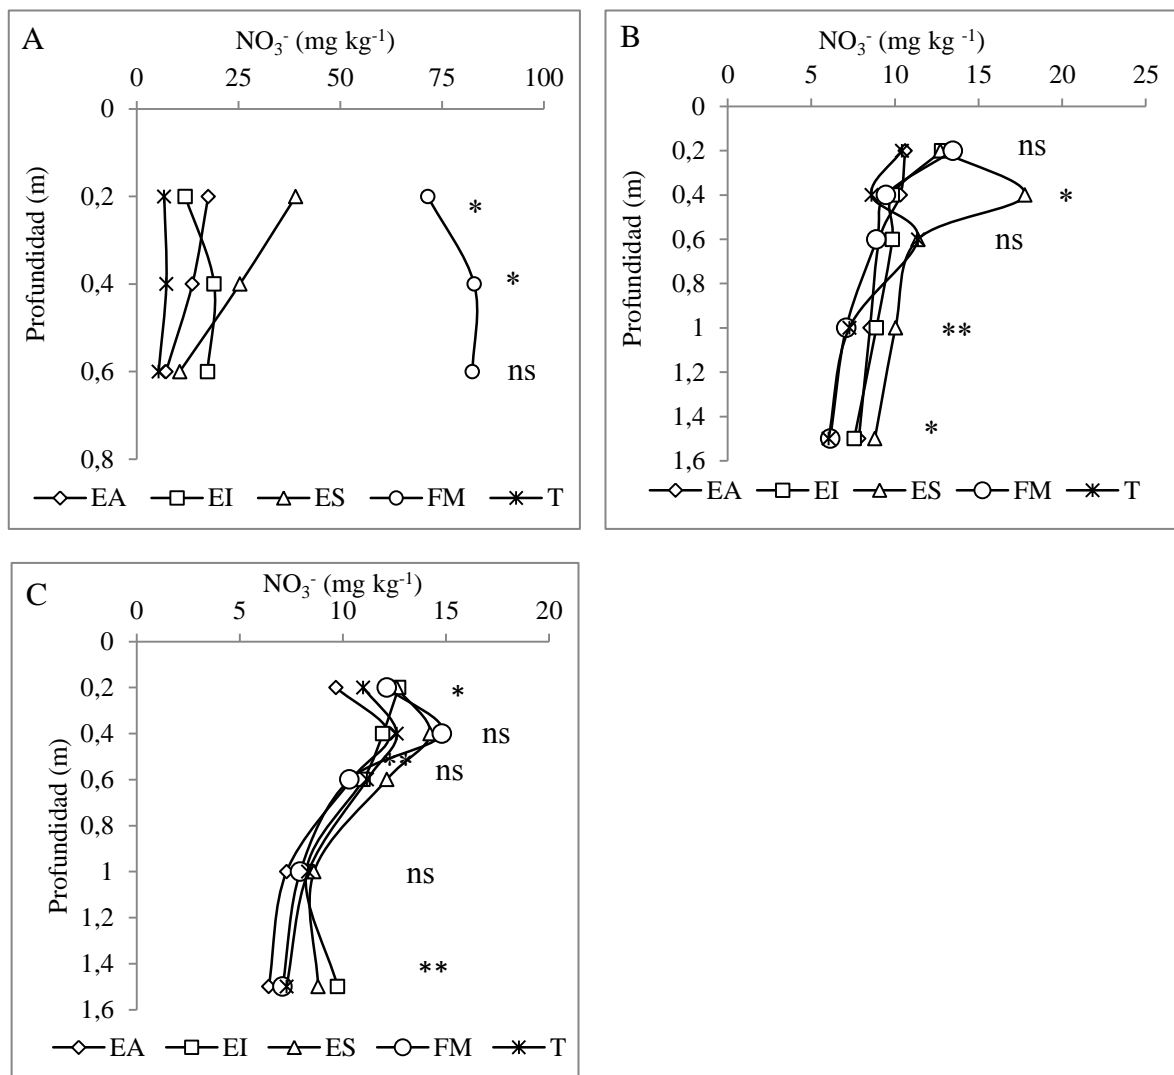 A
NO₃⁻ (mg kg⁻¹)
0 25 50 75 100
0
0,2
0,4
0,6
0,8
Profundidad (m)
*
*
ns
EA EI ES FM T
B
NO₃⁻ (mg kg⁻¹)
0 5 10 15 20 25
0
0,2
0,4
0,6
0,8
1
1,2
1,4
1,6
Profundidad (m)
ns
*
ns
**
*
EA EI ES FM T
C
NO₃⁻ (mg kg⁻¹)
0 5 10 15 20
0
0,2
0,4
0,6
0,8
1
1,2
1,4
1,6
Profundidad (m)
*
ns
**
ns
ns
**
EA EI ES FM T